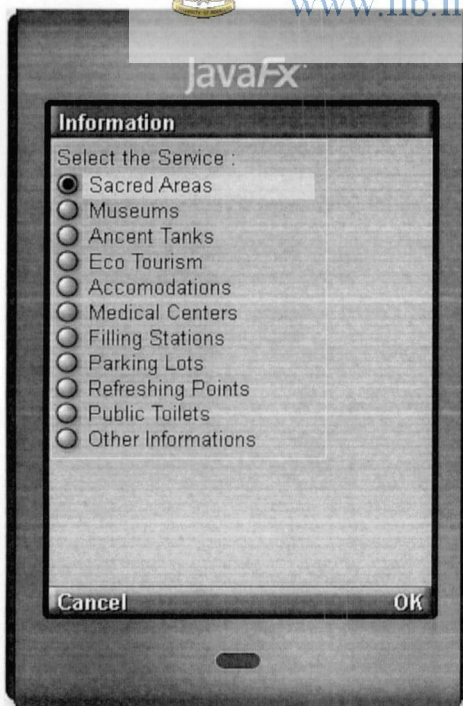 JavaFx
Information
Select the Service :
Sacred Areas
Museums
Ancent Tanks
Eco Tourism
Accomodations
Medical Centers
Filling Stations
Parking Lots
Refreshing Points
Public Toilets
Other Informations
Cancel
OK